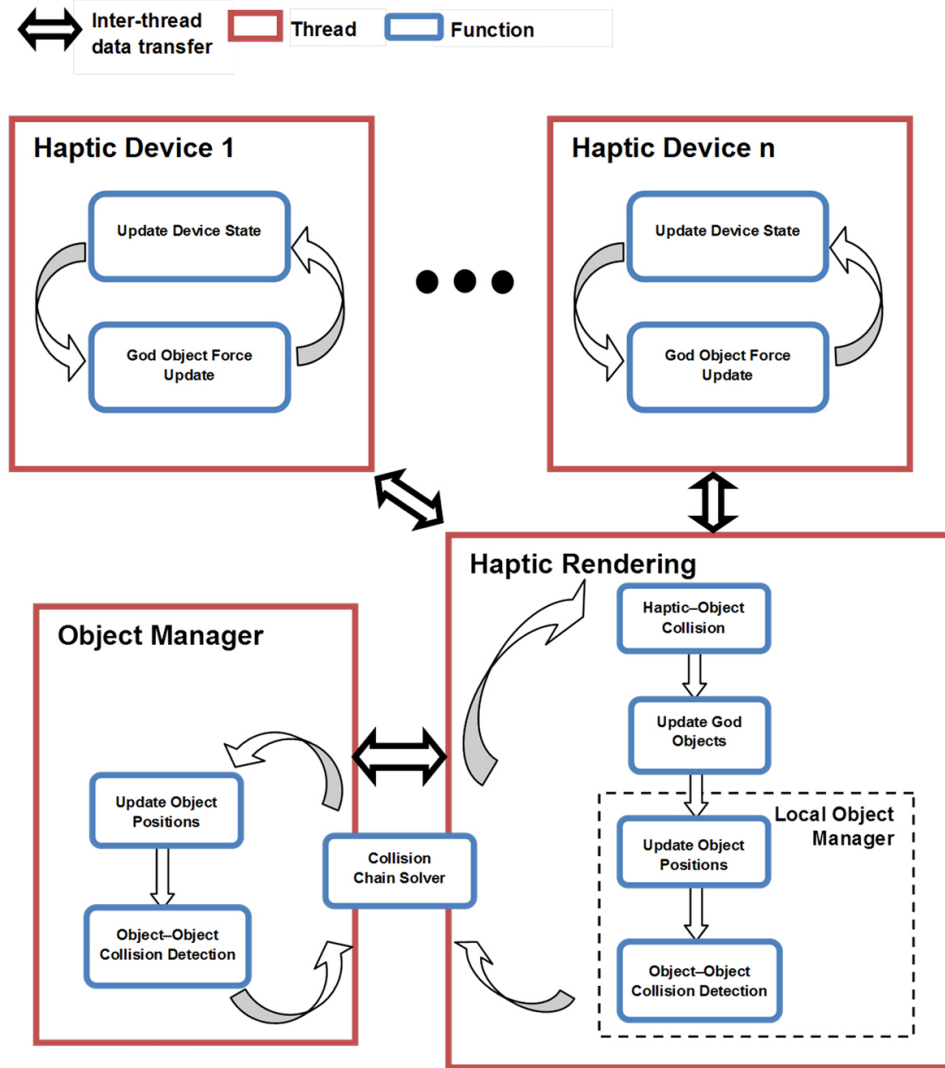 Inter-thread
data transfer
Thread
Function
Haptic Device 1
Update Device State
God Object Force
Update
Haptic Device n
Update Device State
God Object Force
Update
Haptic Rendering
Haptic–Object
Collision
Update God
Objects
Local Object
Manager
Update Object
Positions
Object–Object
Collision Detection
Object Manager
Update Object
Positions
Object–Object
Collision Detection
Collision
Chain Solver